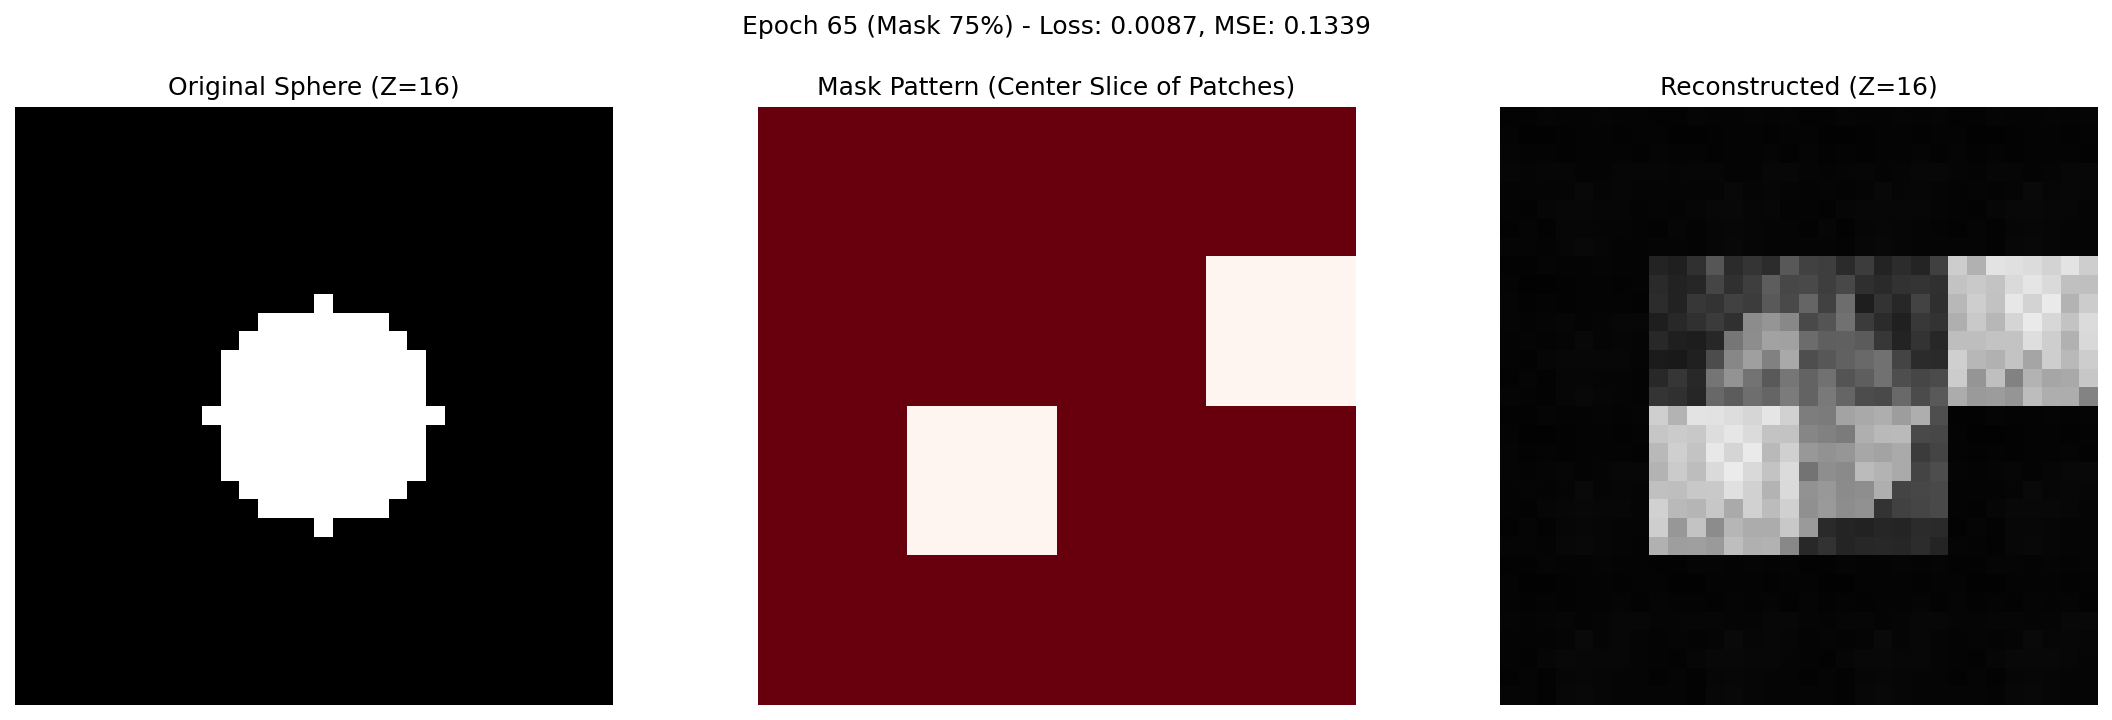 Epoch 65 (Mask 75%) - Loss: 0.0087, MSE: 0.1339
Original Sphere (Z=16)
Mask Pattern (Center Slice of Patches)
Reconstructed (Z=16)